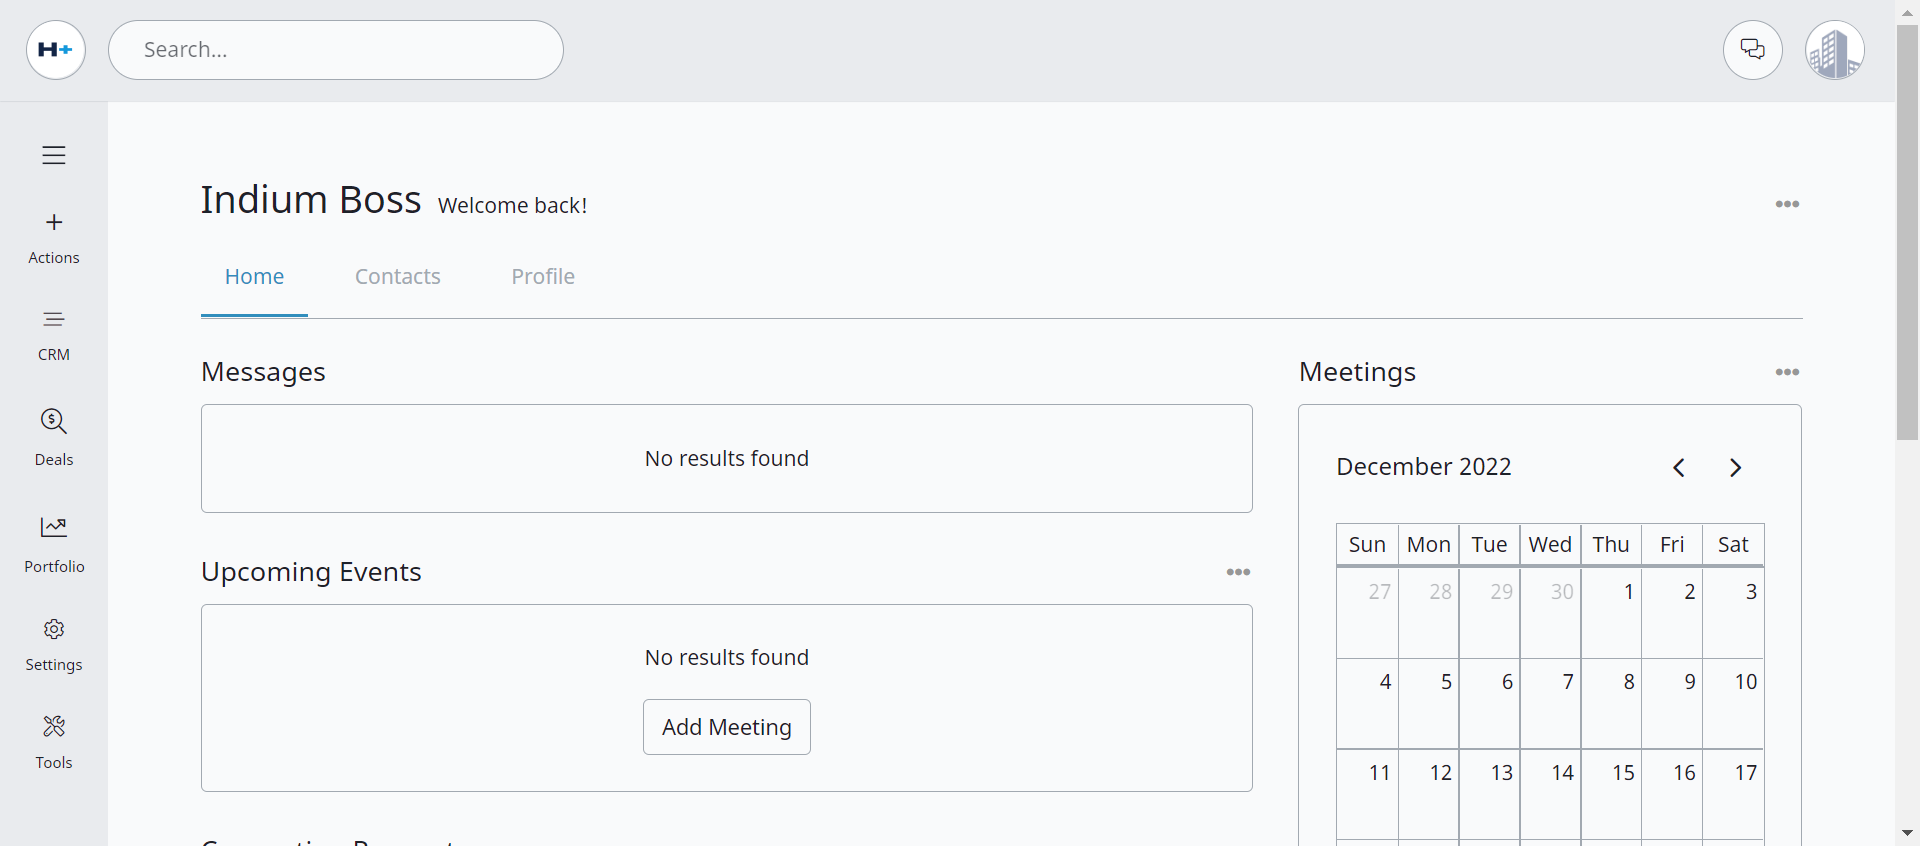 H+
Search...
Actions
CRM
Deals
Portfolio
Settings
Tools
Indium Boss Welcome back!
Home Contacts Profile
Messages
No results found
Upcoming Events
No results found
Add Meeting
Meetings
December 2022
Sun Mon Tue Wed Thu Fri Sat
27 28 29 30 1 2 3
4 5 6 7 8 9 10
11 12 13 14 15 16 17